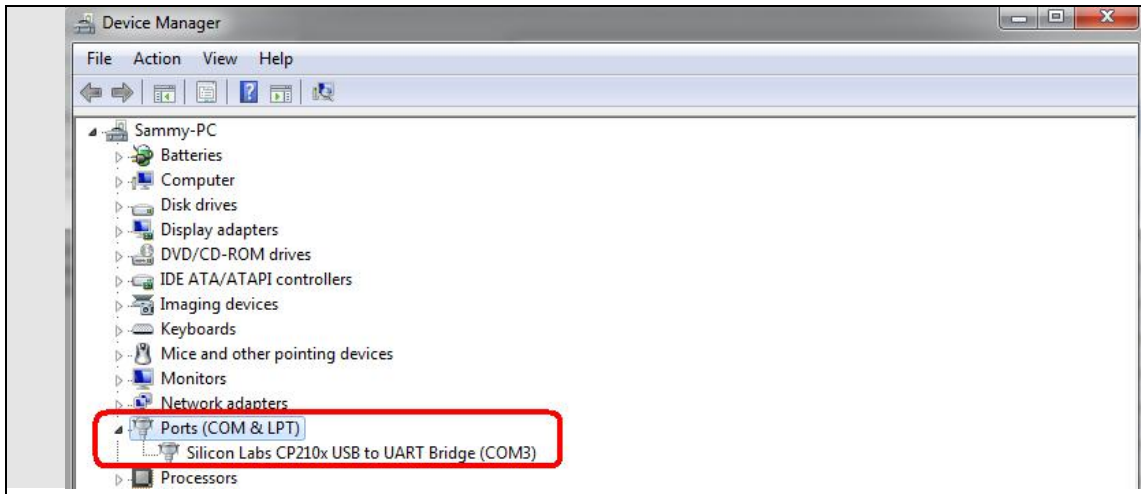 Device Manager
File Action View Help
Sammy-PC
Batteries
Computer
Disk drives
Display adapters
DVD/CD-ROM drives
IDE ATA/ATAPI controllers
Imaging devices
Keyboards
Mice and other pointing devices
Monitors
Network adapters
Ports (COM & LPT)
Silicon Labs CP210x USB to UART Bridge (COM3)
Processors